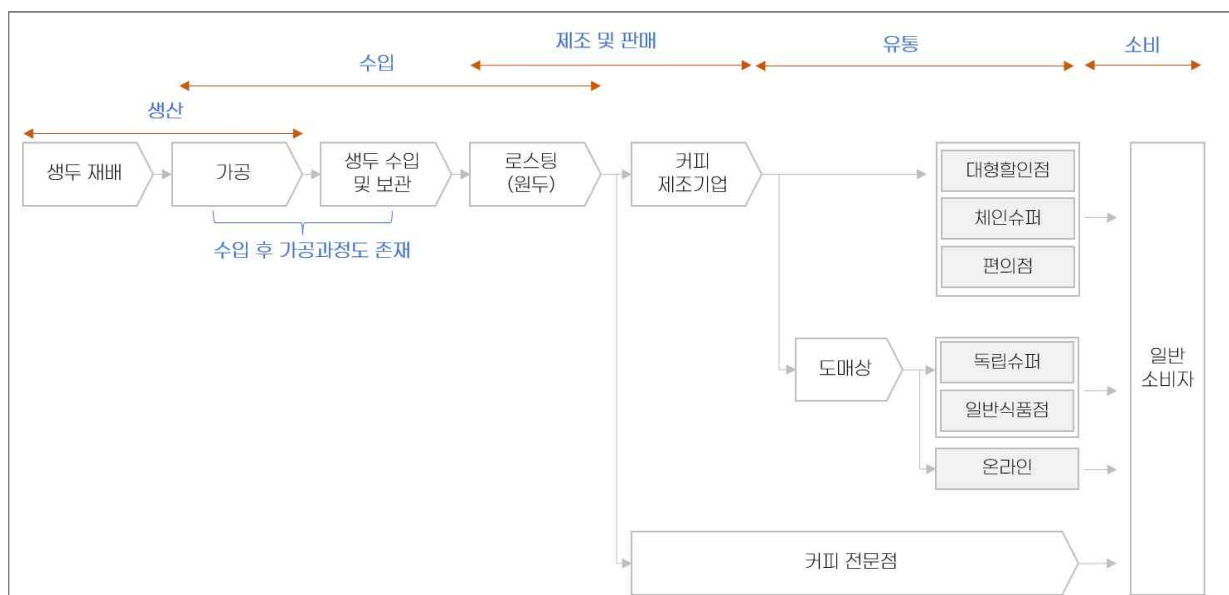 제조 및 판매
유통
소비
수입
생산
생두 재배
가공
생두 수입
및 보관
로스팅
(원두)
커피
제조기업
수입 후 가공과정도 존재
대형할인점
체인슈퍼
편의점
도매상
독립슈퍼
일반식품점
온라인
일반
소비자
커피 전문점